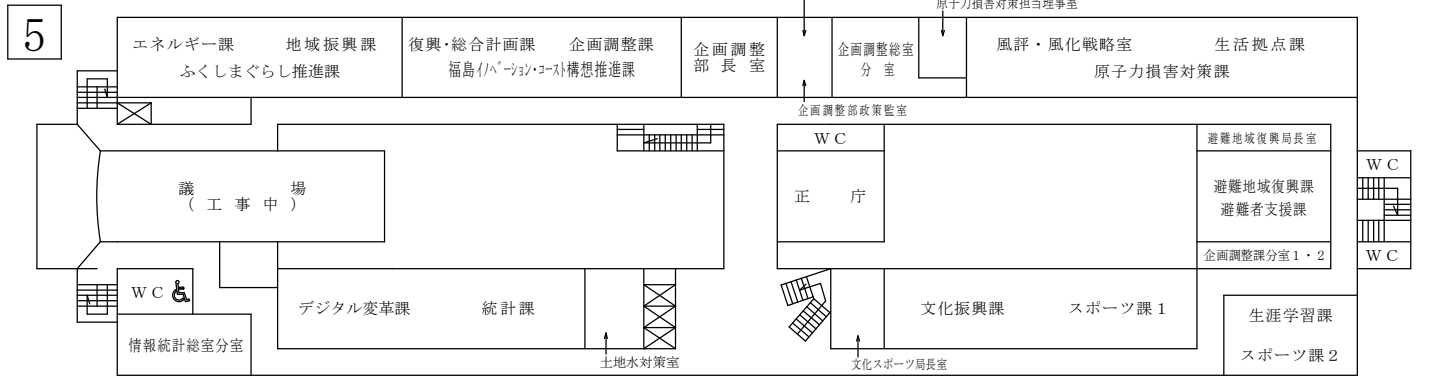 原子力損害対策担当理事室
5
エネルギー課 地域振興課
ふくしまぐらし推進課
復興・総合計画課 企画調整課
福島イノベーション・コースト構想推進課
企画調整
部長室
企画調整総室
分室
風評・風化戦略室 生活拠点課
原子力損害対策課
企画調整部政策監室
WC
避難地域復興局長室
WC
議場
(工事中)
正庁
避難地域復興課
避難者支援課
企画調整課分室1・2
WC
WC
デジタル変革課 統計課
文化振興課 スポーツ課1
生涯学習課
スポーツ課2
情報統計総室分室
土地水対策室
文化スポーツ局長室